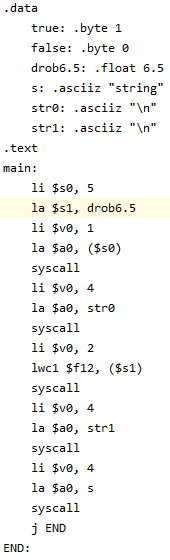 .data
true: .byte 1
false: .byte 0
drob6.5: .float 6.5
s: .asciiz "string"
str0: .asciiz "\n"
str1: .asciiz "\n"
.text
main:
li $s0, 5
la $s1, drob6.5
li $v0, 1
la $a0, ($s0)
syscall
li $v0, 4
la $a0, str0
syscall
li $v0, 2
lwc1 $f12, ($s1)
syscall
li $v0, 4
la $a0, str1
syscall
li $v0, 4
la $a0, s
syscall
j END
END: